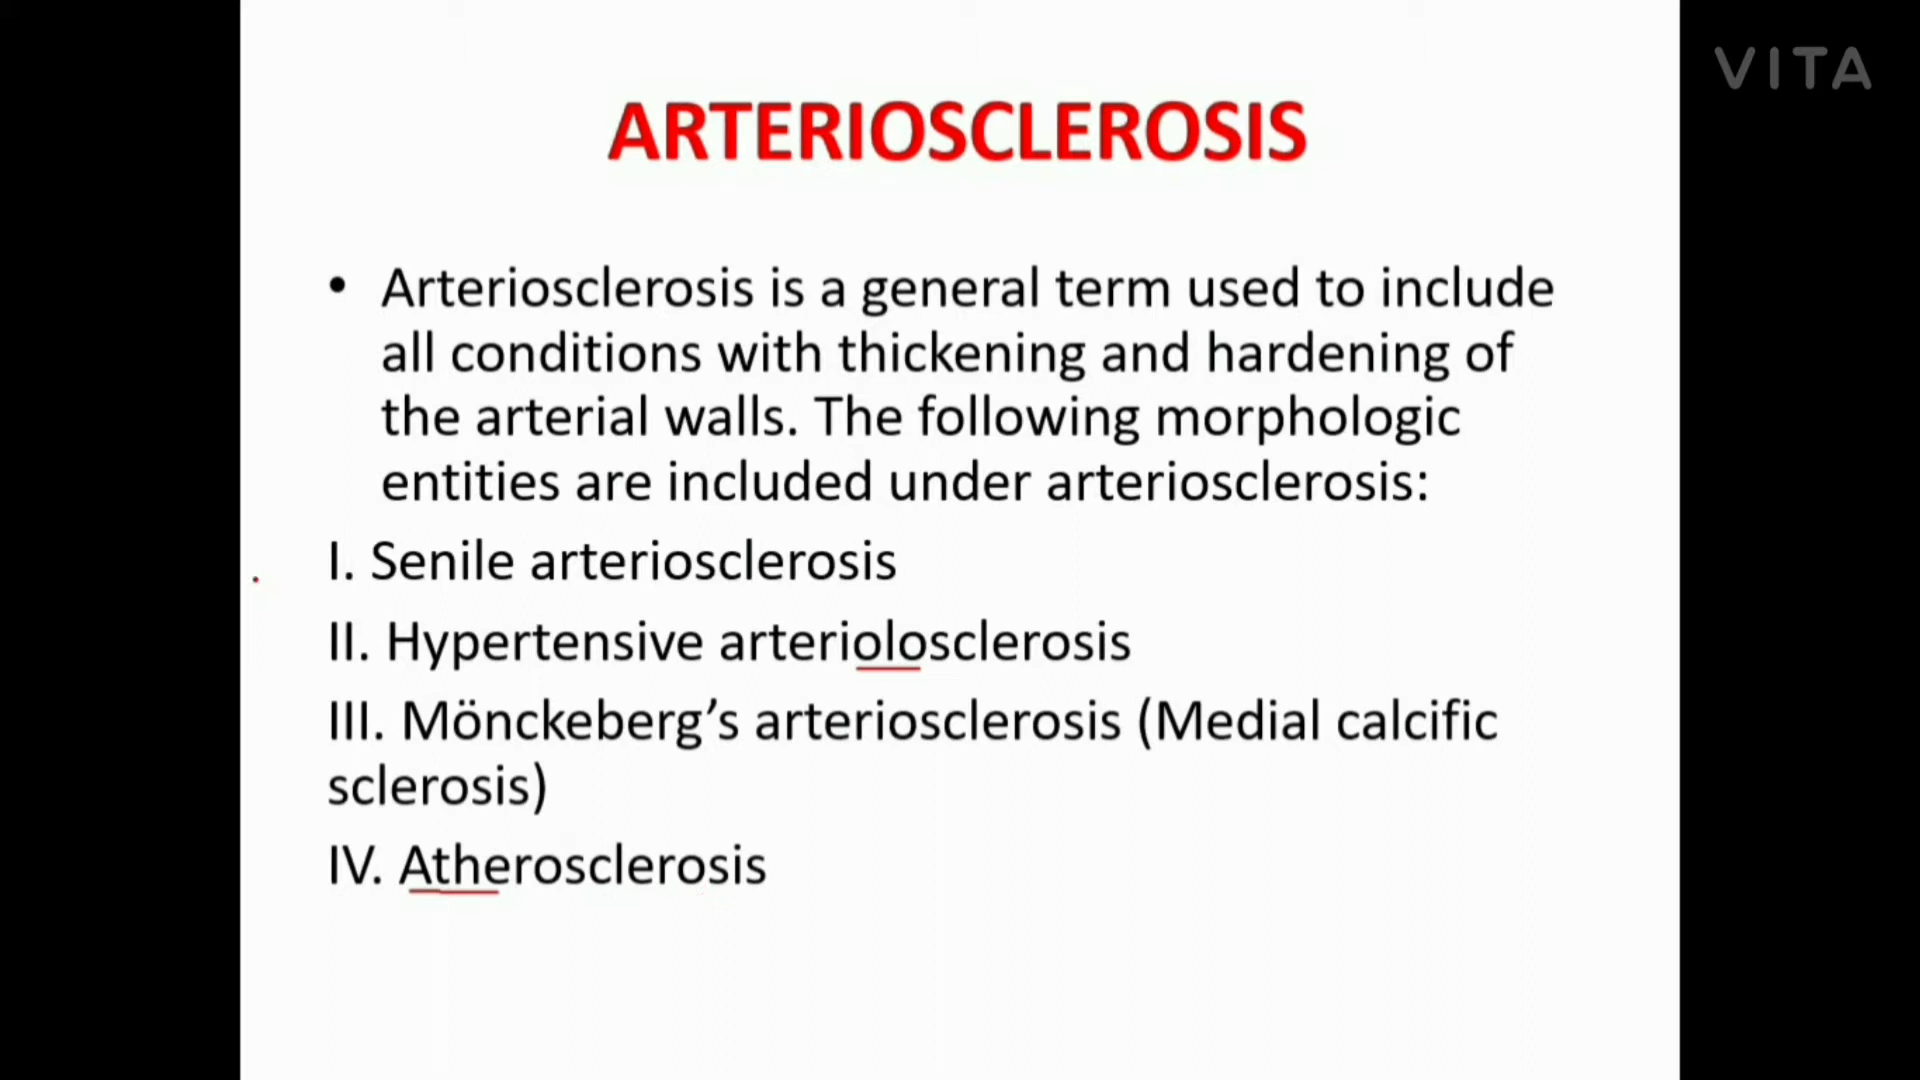 VITA
ARTERIOSCLEROSIS
• Arteriosclerosis is a general term used to include
all conditions with thickening and hardening of
the arterial walls. The following morphologic
entities are included under arteriosclerosis:
I. Senile arteriosclerosis
II. Hypertensive arteriolosclerosis
III. Mönckeberg’s arteriosclerosis (Medial calcific
sclerosis)
IV. Atherosclerosis